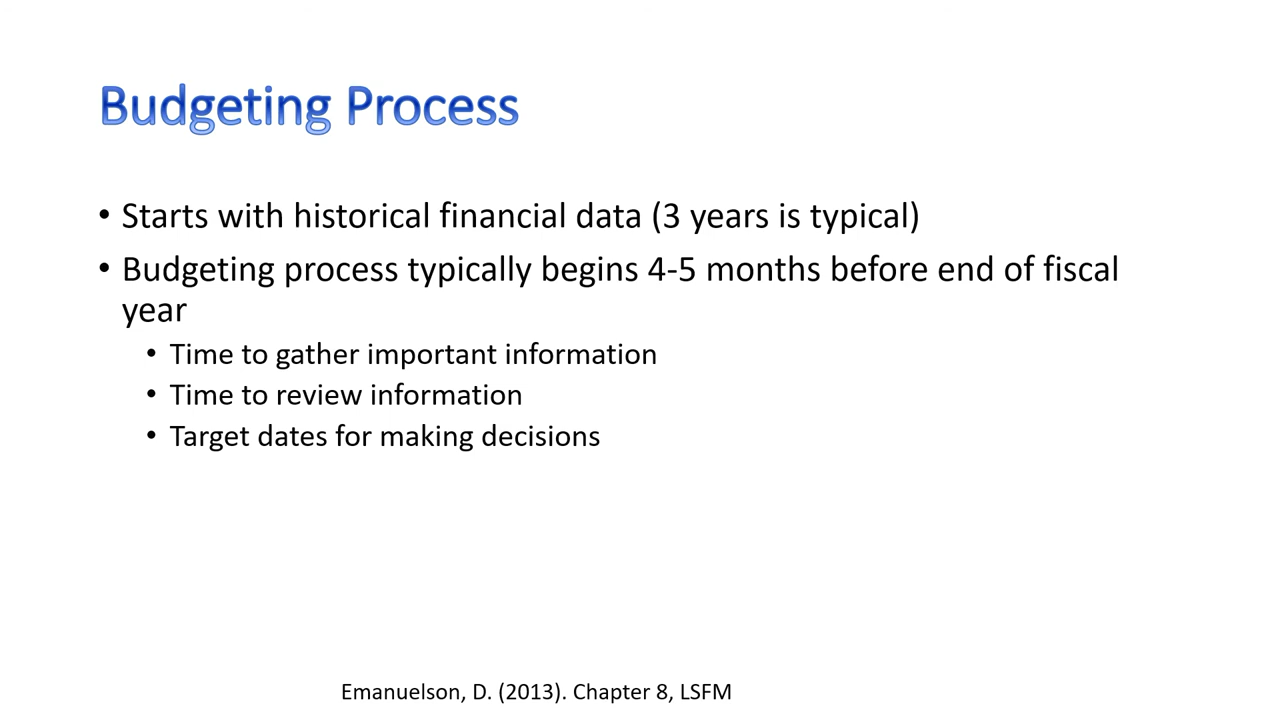 Budgeting Process
• Starts with historical financial data (3 years is typical)
• Budgeting process typically begins 4-5 months before end of fiscal
year
• Time to gather important information
• Time to review information
• Target dates for making decisions
Emanuelson, D. (2013). Chapter 8, LSFM